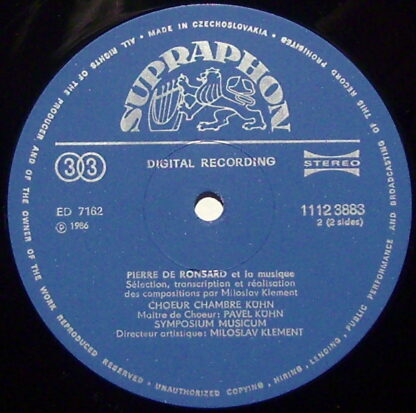 ALL RIGHTS OF THE PRODUCER AND OF THE OWNER OF THE WORK REPRODUCED RESERVED • UNAUTHORIZED COPYING • HIRING • LENDING • PUBLIC PERFORMANCE AND BROADCASTING OF THIS RECORD PROHIBITED • MADE IN CZECHOSLOVAKIA •
SUPRAPHON
33
DIGITAL RECORDING
STEREO
ED 7162
1112 3883
℗ 1986
2 (2 sides)
PIERRE DE RONSARD et la musique
Sélection, transcription et réalisation
des compositions par Miloslav Klement
CHOEUR CHAMBRE KÜHN
Maitre de Choeur: PAVEL KÜHN
SYMPOSIUM MUSICUM
Directeur artistique: MILOSLAV KLEMENT